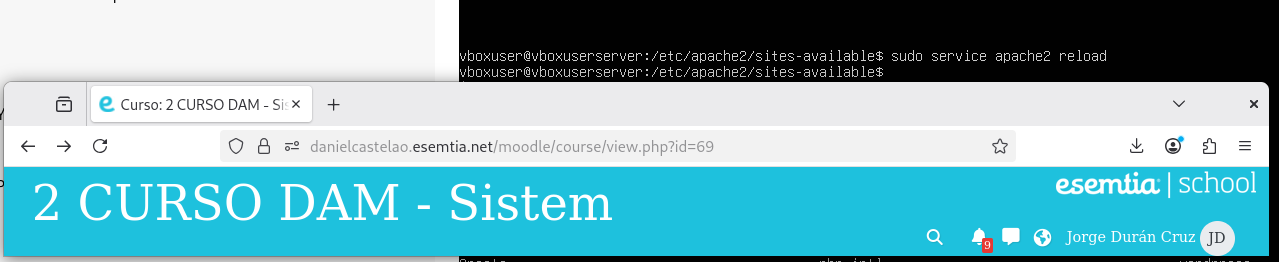 vboxuser@vboxuserserver:/etc/apache2/sites-available$ sudo service apache2 reload
vboxuser@vboxuserserver:/etc/apache2/sites-available$
Curso: 2 CURSO DAM - Sis
danielcastelao.esemtia.net/moodle/course/view.php?id=69
2 CURSO DAM - Sistem
esemtia: | school
9
Jorge Durán Cruz JD